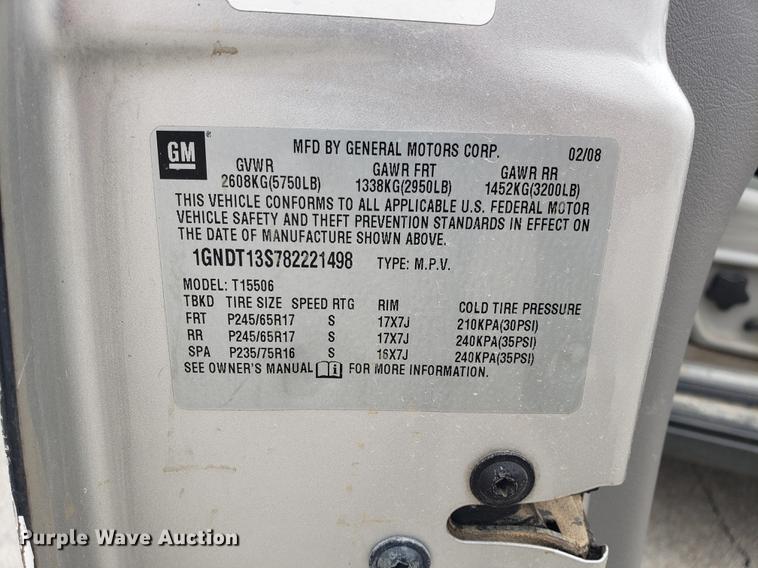 GM
MFD BY GENERAL MOTORS CORP. 02/08
GVWR GAWR FRT GAWR RR
2608KG(5750LB) 1338KG(2950LB) 1452KG(3200LB)
THIS VEHICLE CONFORMS TO ALL APPLICABLE U.S. FEDERAL MOTOR
VEHICLE SAFETY AND THEFT PREVENTION STANDARDS IN EFFECT ON
THE DATE OF MANUFACTURE SHOWN ABOVE.
1GNDT13S782221498 TYPE: M.P.V.
MODEL: T15506
TBKD TIRE SIZE SPEED RTG RIM COLD TIRE PRESSURE
FRT P245/65R17 S 17X7J 210KPA(30PSI)
RR P245/65R17 S 17X7J 240KPA(35PSI)
SPA P235/75R16 S 16X7J 240KPA(35PSI)
SEE OWNER'S MANUAL FOR MORE INFORMATION.
Purple Wave Auction